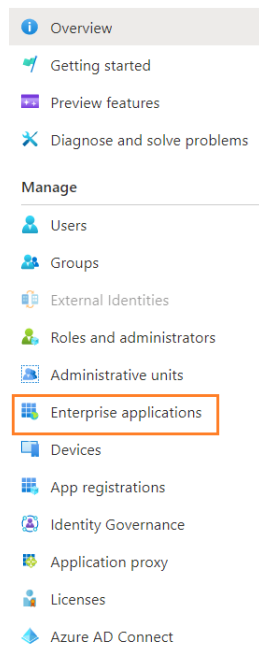 Overview
Getting started
Preview features
Diagnose and solve problems
Manage
Users
Groups
External Identities
Roles and administrators
Administrative units
Enterprise applications
Devices
App registrations
Identity Governance
Application proxy
Licenses
Azure AD Connect